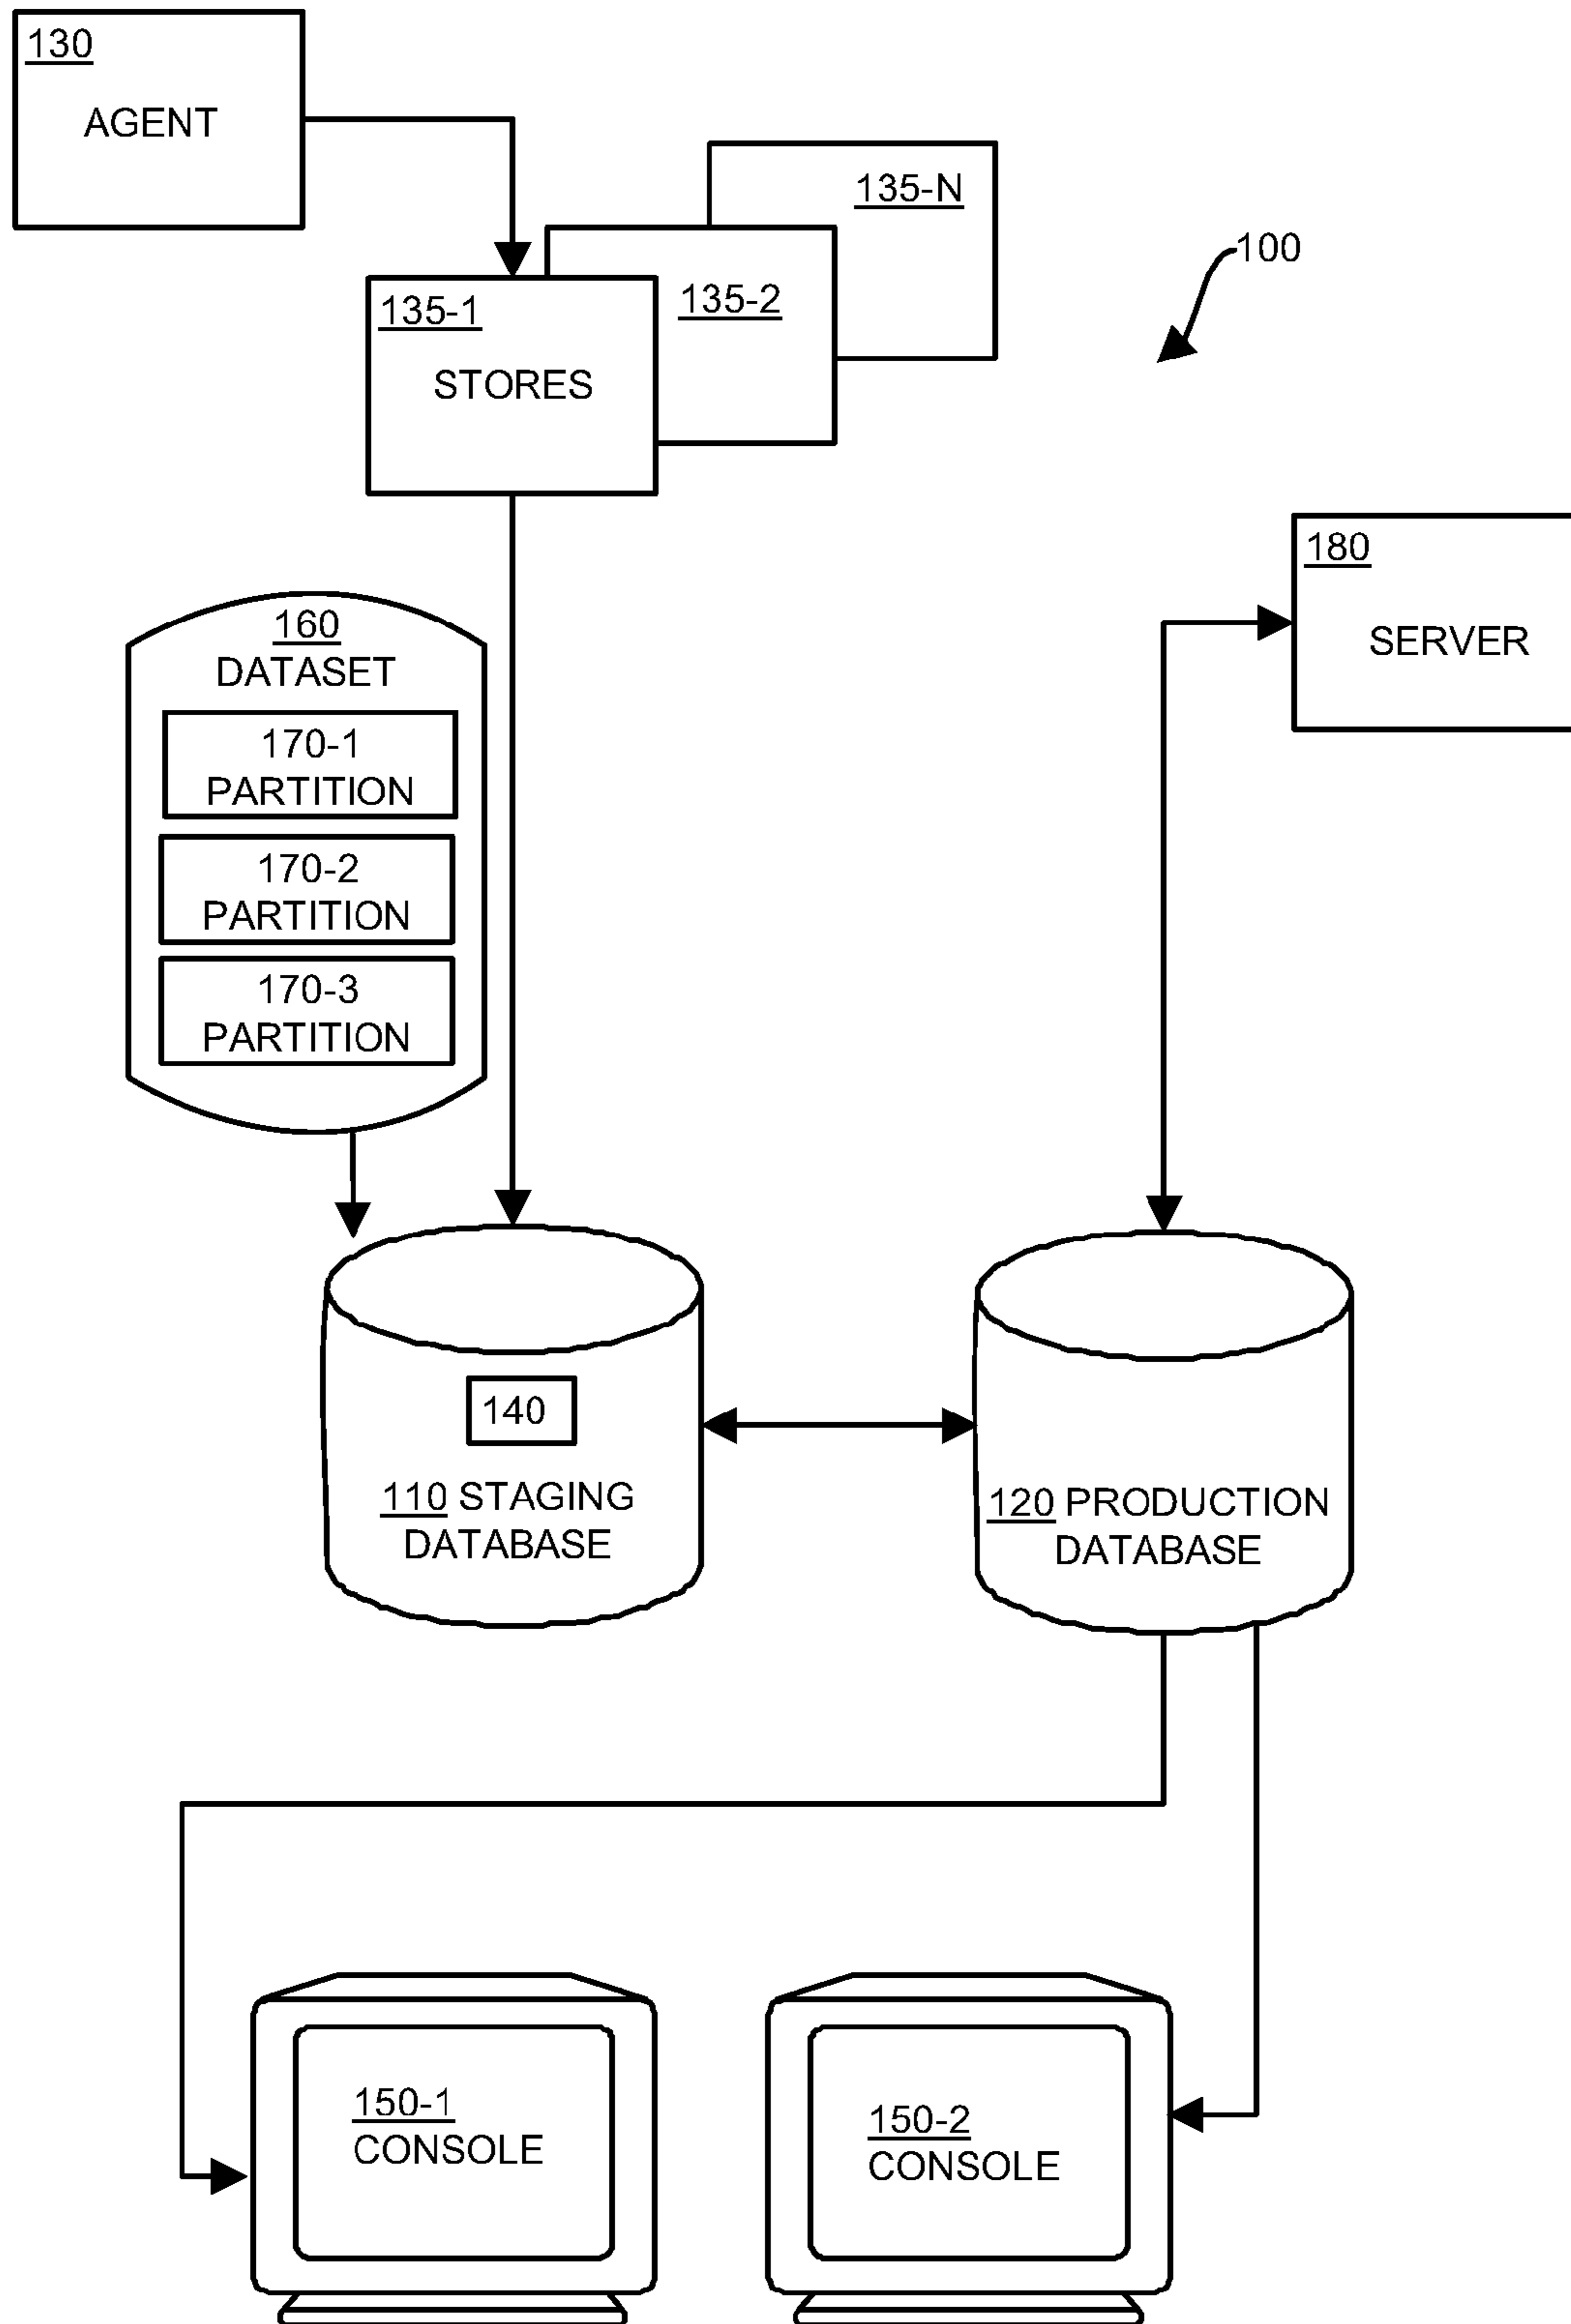 130
AGENT
135-N
135-2
135-1
STORES
100
180
SERVER
160
DATASET
170-1
PARTITION
170-2
PARTITION
170-3
PARTITION
140
110 STAGING
DATABASE
120 PRODUCTION
DATABASE
150-1
CONSOLE
150-2
CONSOLE